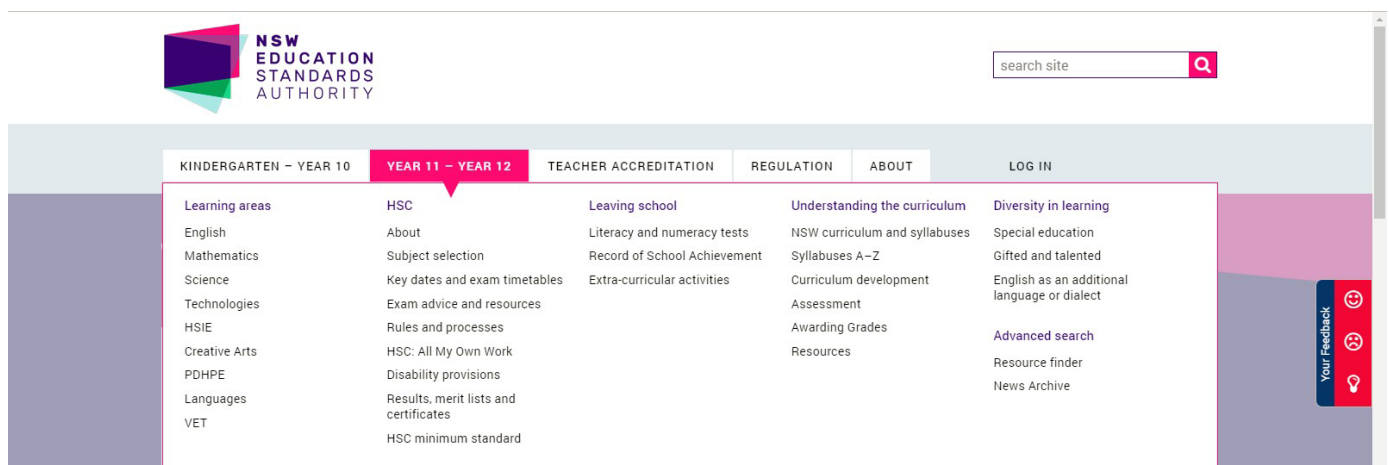 NSW
EDUCATION
STANDARDS
AUTHORITY
search site
KINDERGARTEN – YEAR 10
YEAR 11 – YEAR 12
TEACHER ACCREDITATION
REGULATION
ABOUT
LOG IN
Learning areas
English
Mathematics
Science
Technologies
HSIE
Creative Arts
PDHPE
Languages
VET
HSC
About
Subject selection
Key dates and exam timetables
Exam advice and resources
Rules and processes
HSC: All My Own Work
Disability provisions
Results, merit lists and
certificates
HSC minimum standard
Leaving school
Literacy and numeracy tests
Record of School Achievement
Extra-curricular activities
Understanding the curriculum
NSW curriculum and syllabuses
Syllabuses A–Z
Curriculum development
Assessment
Awarding Grades
Resources
Diversity in learning
Special education
Gifted and talented
English as an additional
language or dialect
Advanced search
Resource finder
News Archive
Your Feedback